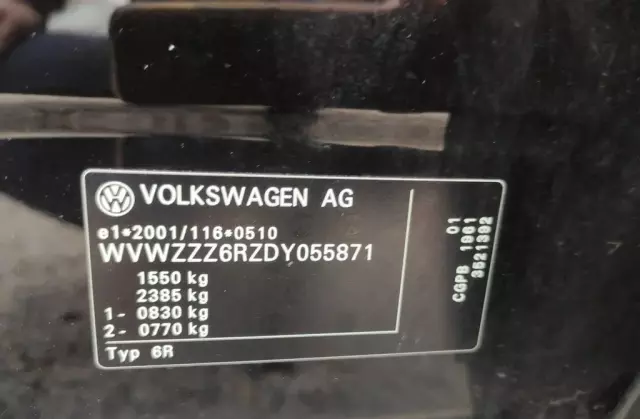 VOLKSWAGEN AG
e1*2001/116*0510
WVWZZZ6RZDY055871
1550 kg
2385 kg
1- 0830 kg
2- 0770 kg
Typ 6R
01
CGPB 1961
3521392